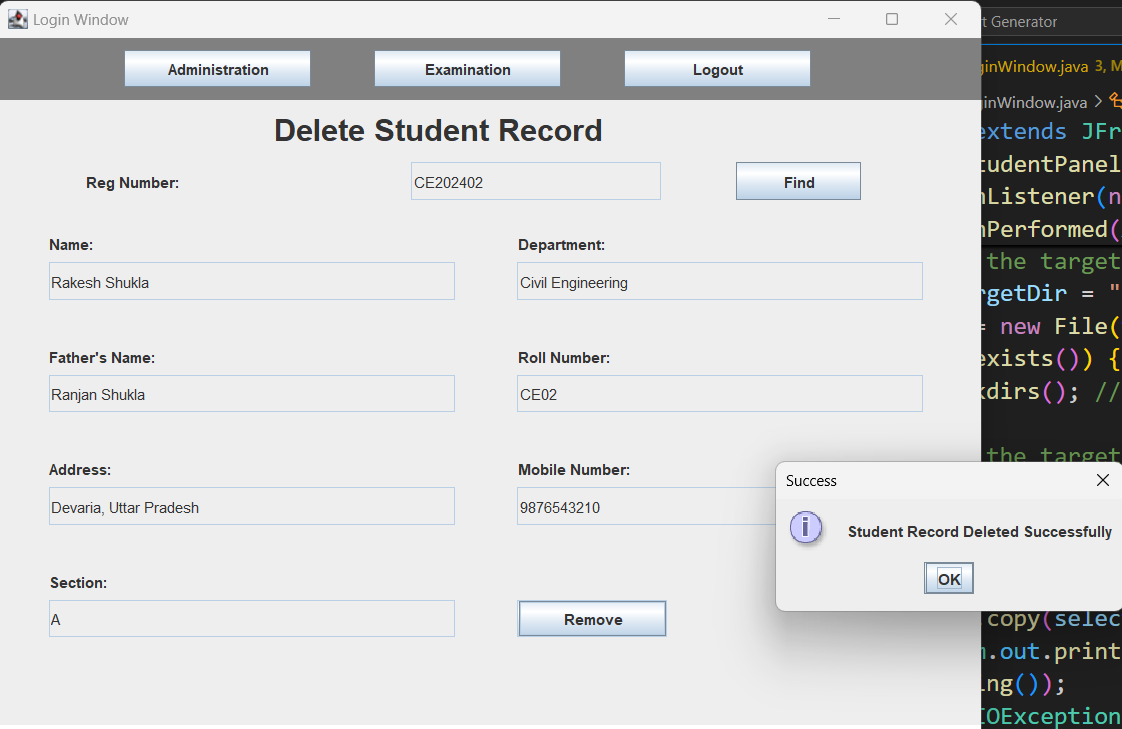 Login Window
t Generator
Administration
Examination
Logout
inWindow.java 3, M
inWindow.java
Delete Student Record
extends JFr
Reg Number:
CE202402
Find
tudentPanel
nListener(n
Name:
Department:
nPerformed(
Rakesh Shukla
Civil Engineering
the target
rgetDir = "
= new File(
Father's Name:
Roll Number:
exists()) {
Ranjan Shukla
CE02
kdirs(); //
Address:
Mobile Number:
the target
Devaria, Uttar Pradesh
9876543210
Success
Student Record Deleted Successfully
OK
Section:
A
Remove
copy(selec
.out.print
ng());
IOException